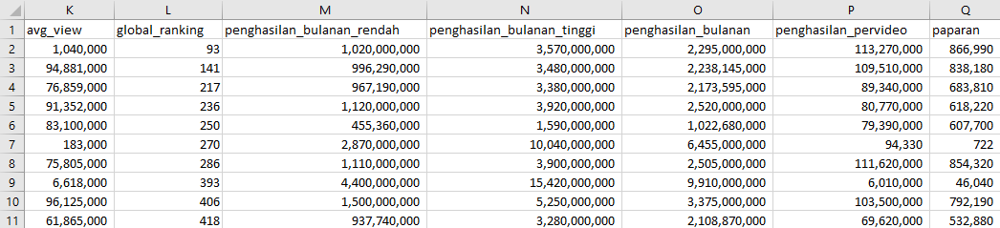 K L M N O P Q
1 avg_view global_ranking penghasilan_bulanan_rendah penghasilan_bulanan_tinggi penghasilan_bulanan penghasilan_pervideo paparan
2 1,040,000 93 1,020,000,000 3,570,000,000 2,295,000,000 113,270,000 866,990
3 94,881,000 141 996,290,000 3,480,000,000 2,238,145,000 109,510,000 838,180
4 76,859,000 217 967,190,000 3,380,000,000 2,173,595,000 89,340,000 683,810
5 91,352,000 236 1,120,000,000 3,920,000,000 2,520,000,000 80,770,000 618,220
6 83,100,000 250 455,360,000 1,590,000,000 1,022,680,000 79,390,000 607,700
7 183,000 270 2,870,000,000 10,040,000,000 6,455,000,000 94,330 722
8 75,805,000 286 1,110,000,000 3,900,000,000 2,505,000,000 111,620,000 854,320
9 6,618,000 393 4,400,000,000 15,420,000,000 9,910,000,000 6,010,000 46,040
10 96,125,000 406 1,500,000,000 5,250,000,000 3,375,000,000 103,500,000 792,190
11 61,865,000 418 937,740,000 3,280,000,000 2,108,870,000 69,620,000 532,880